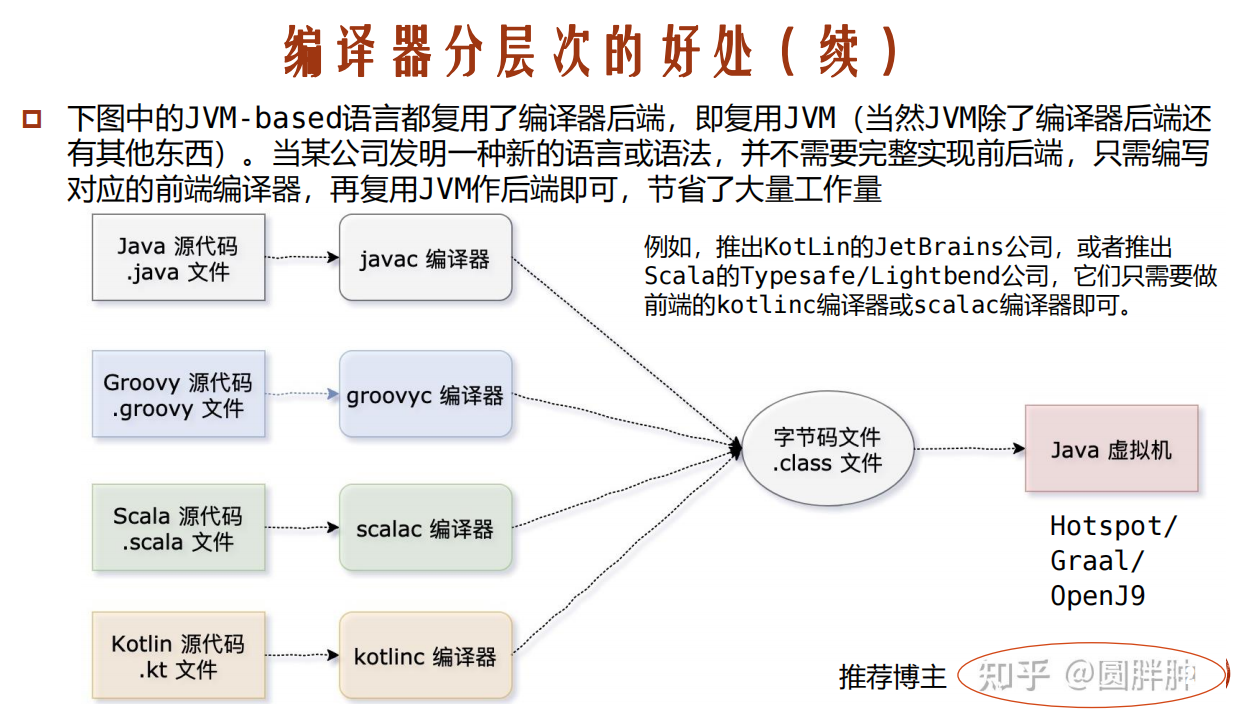 编译器分层次的好处（续）
下图中的JVM-based语言都复用了编译器后端，即复用JVM（当然JVM除了编译器后端还
有其他东西）。当某公司发明一种新的语言或语法，并不需要完整实现前后端，只需编写
对应的前端编译器，再复用JVM作后端即可，节省了大量工作量
例如，推出KotLin的JetBrains公司，或者推出
Scala的Typesafe/Lightbend公司，它们只需要做
前端的kotlinc编译器或scalac编译器即可。
Java 源代码
.java 文件
javac 编译器
Groovy 源代码
.groovy 文件
groovyc 编译器
Scala 源代码
.scala 文件
scalac 编译器
Kotlin 源代码
.kt 文件
kotlinc 编译器
字节码文件
.class 文件
Java 虚拟机
Hotspot/
Graal/
OpenJ9
推荐博主 知乎 @圆胖肿